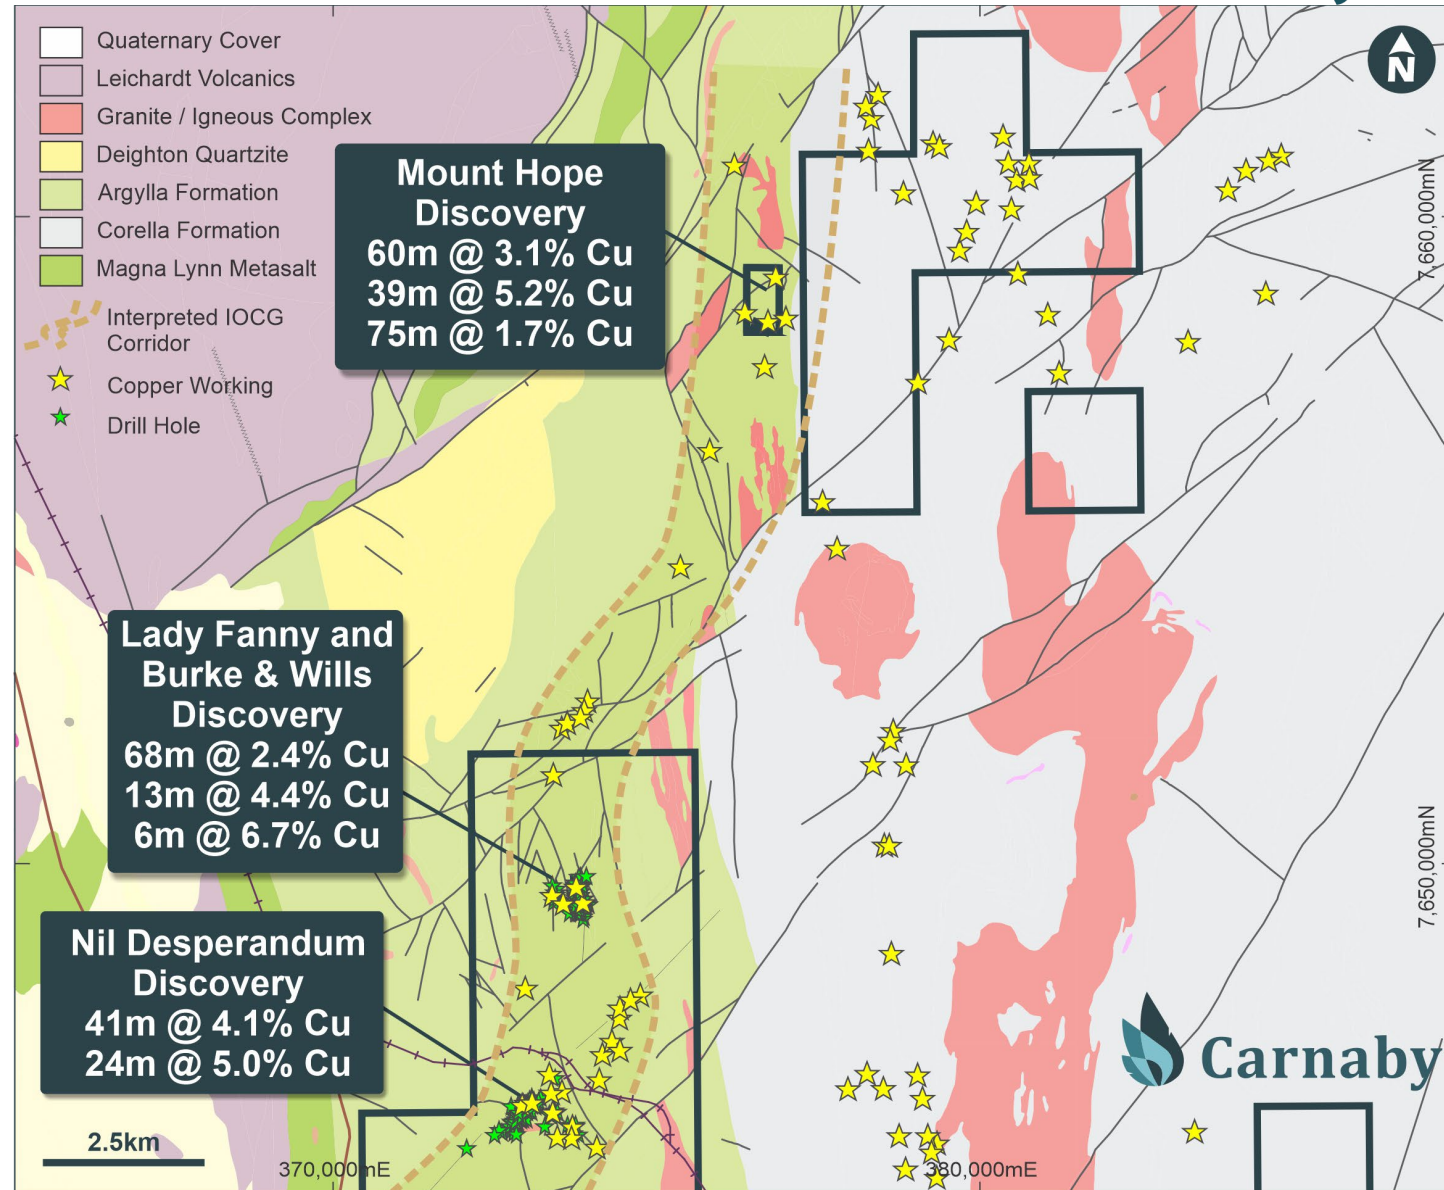 Quaternary Cover
Leichardt Volcanics
Granite / Igneous Complex
Deighton Quartzite
Argylla Formation
Corella Formation
Magna Lynn Metasalt
Interpreted IOCG
Corridor
Copper Working
Drill Hole
N
Mount Hope
Discovery
60m @ 3.1% Cu
39m @ 5.2% Cu
75m @ 1.7% Cu
7,660,000mN
Lady Fanny and
Burke & Wills
Discovery
68m @ 2.4% Cu
13m @ 4.4% Cu
6m @ 6.7% Cu
7,650,000mN
Nil Desperandum
Discovery
41m @ 4.1% Cu
24m @ 5.0% Cu
Carnaby
2.5km
370,000mE
380,000mE